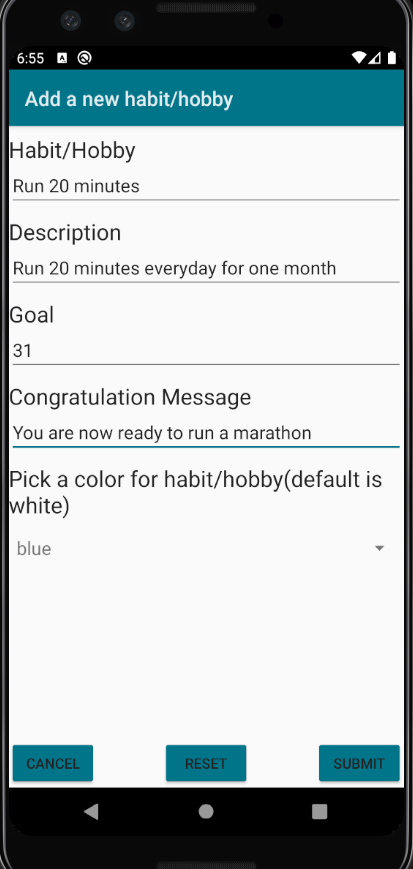 6:55
Add a new habit/hobby
Habit/Hobby
Run 20 minutes
Description
Run 20 minutes everyday for one month
Goal
31
Congratulation Message
You are now ready to run a marathon
Pick a color for habit/hobby(default is
white)
blue
CANCEL RESET SUBMIT